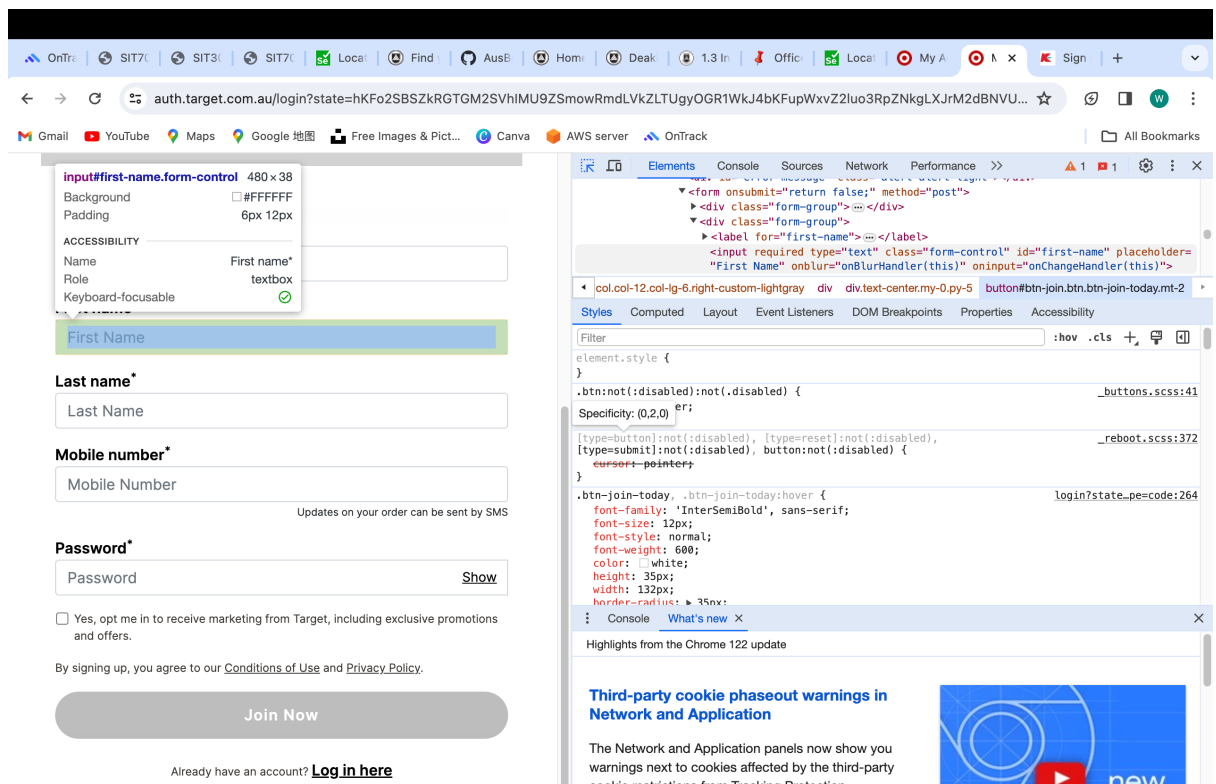 OnTra SIT7( SIT3( SIT7( Locat Find AusB Home Deak 1.3 In Office Locat My A Sign
auth.target.com.au/login?state=hKFo2SBSZkRGTGM2SVhIMU9ZSmowRmdLVkZLTUgyOGR1WkJ4bKFupWxvZ2luo3RpZNkgLXJrM2dBNVU... W
Gmail YouTube Maps Google 地图 Free Images & Pict... Canva AWS server OnTrack All Bookmarks
input#first-name.form-control 480 × 38
Background #FFFFFF
Padding 6px 12px
ACCESSIBILITY
Name First name*
Role textbox
Keyboard-focusable
First Name
Last name*
Last Name
Mobile number*
Mobile Number
Updates on your order can be sent by SMS
Password*
Password Show
Yes, opt me in to receive marketing from Target, including exclusive promotions
and offers.
By signing up, you agree to our Conditions of Use and Privacy Policy.
Join Now
Already have an account? Log in here
Elements Console Sources Network Performance 1 1
<form onsubmit="return false;" method="post">
<div class="form-group"> … </div>
<div class="form-group">
<label for="first-name"> … </label>
<input required type="text" class="form-control" id="first-name" placeholder=
"First Name" onblur="onBlurHandler(this)" oninput="onChangeHandler(this)">
col.col-12.col-lg-6.right-custom-lightgray div div.text-center.my-0.py-5 button#btn-join.btn.btn-join-today.mt-2
Styles Computed Layout Event Listeners DOM Breakpoints Properties Accessibility
Filter :hov .cls
element.style {
}
.btn:not(:disabled):not(.disabled) { _buttons.scss:41
er;
Specificity: (0,2,0)
[type=button]:not(:disabled), [type=reset]:not(:disabled), _reboot.scss:372
[type=submit]:not(:disabled), button:not(:disabled) {
cursor: pointer;
}
.btn-join-today, .btn-join-today:hover { login?state…pe=code:264
font-family: 'InterSemiBold', sans-serif;
font-size: 12px;
font-style: normal;
font-weight: 600;
color: white;
height: 35px;
width: 132px;
border-radius: 35px;
Console What's new
Highlights from the Chrome 122 update
Third-party cookie phaseout warnings in
Network and Application
The Network and Application panels now show you
warnings next to cookies affected by the third-party
new